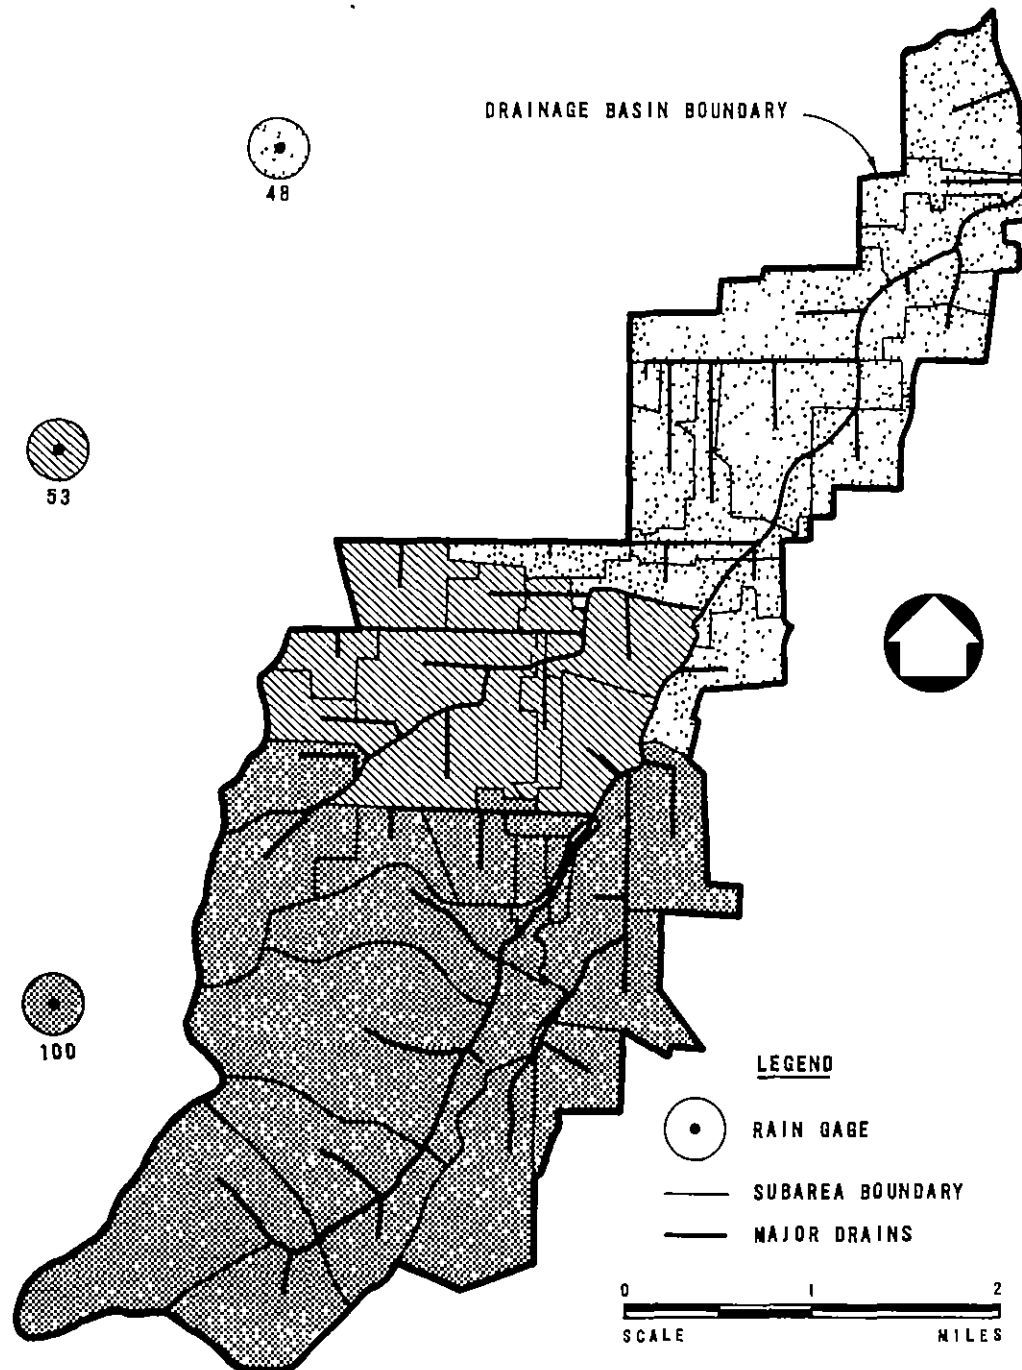 DRAINAGE BASIN BOUNDARY
48
53
100
LEGEND
RAIN GAGE
SUBAREA BOUNDARY
MAJOR DRAINS
0 1 2
SCALE MILES